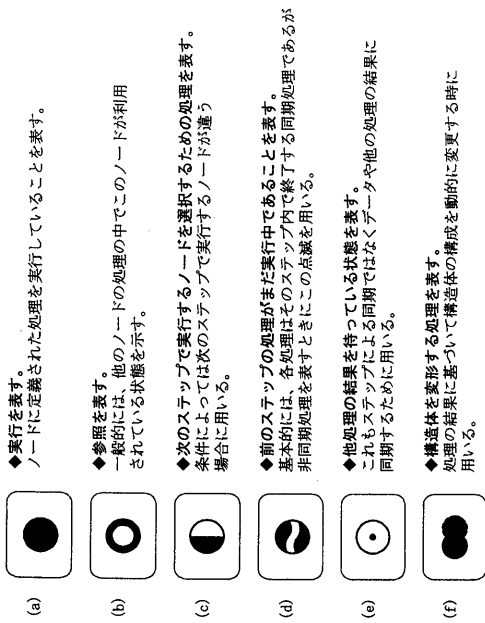 (a)
◆実行を表す。
ノードに定義された処理を実行していることを表す。
(b)
◆参照を表す。
一般的には、他のノードの処理の中でこのノードが利用
されている状態を示す。
(c)
◆次のステップで実行するノードを選択するための処理を表す。
条件によっては次のステップで実行するノードが違う
場合に用いる。
(d)
◆前のステップの処理がまだ実行中であることを表す。
基本的には、各処理はそのステップ内で終了する同期処理であるが
非同期処理を表すときにこの点滅を用いる。
(e)
◆他処理の結果を待っている状態を表す。
これもステップによる同期ではなくデータや他の処理の結果に
同期するために用いる。
(f)
◆構造体を変形する処理を表す。
処理の結果に基づいて構造体の構成を動的に変更する時に
用いる。